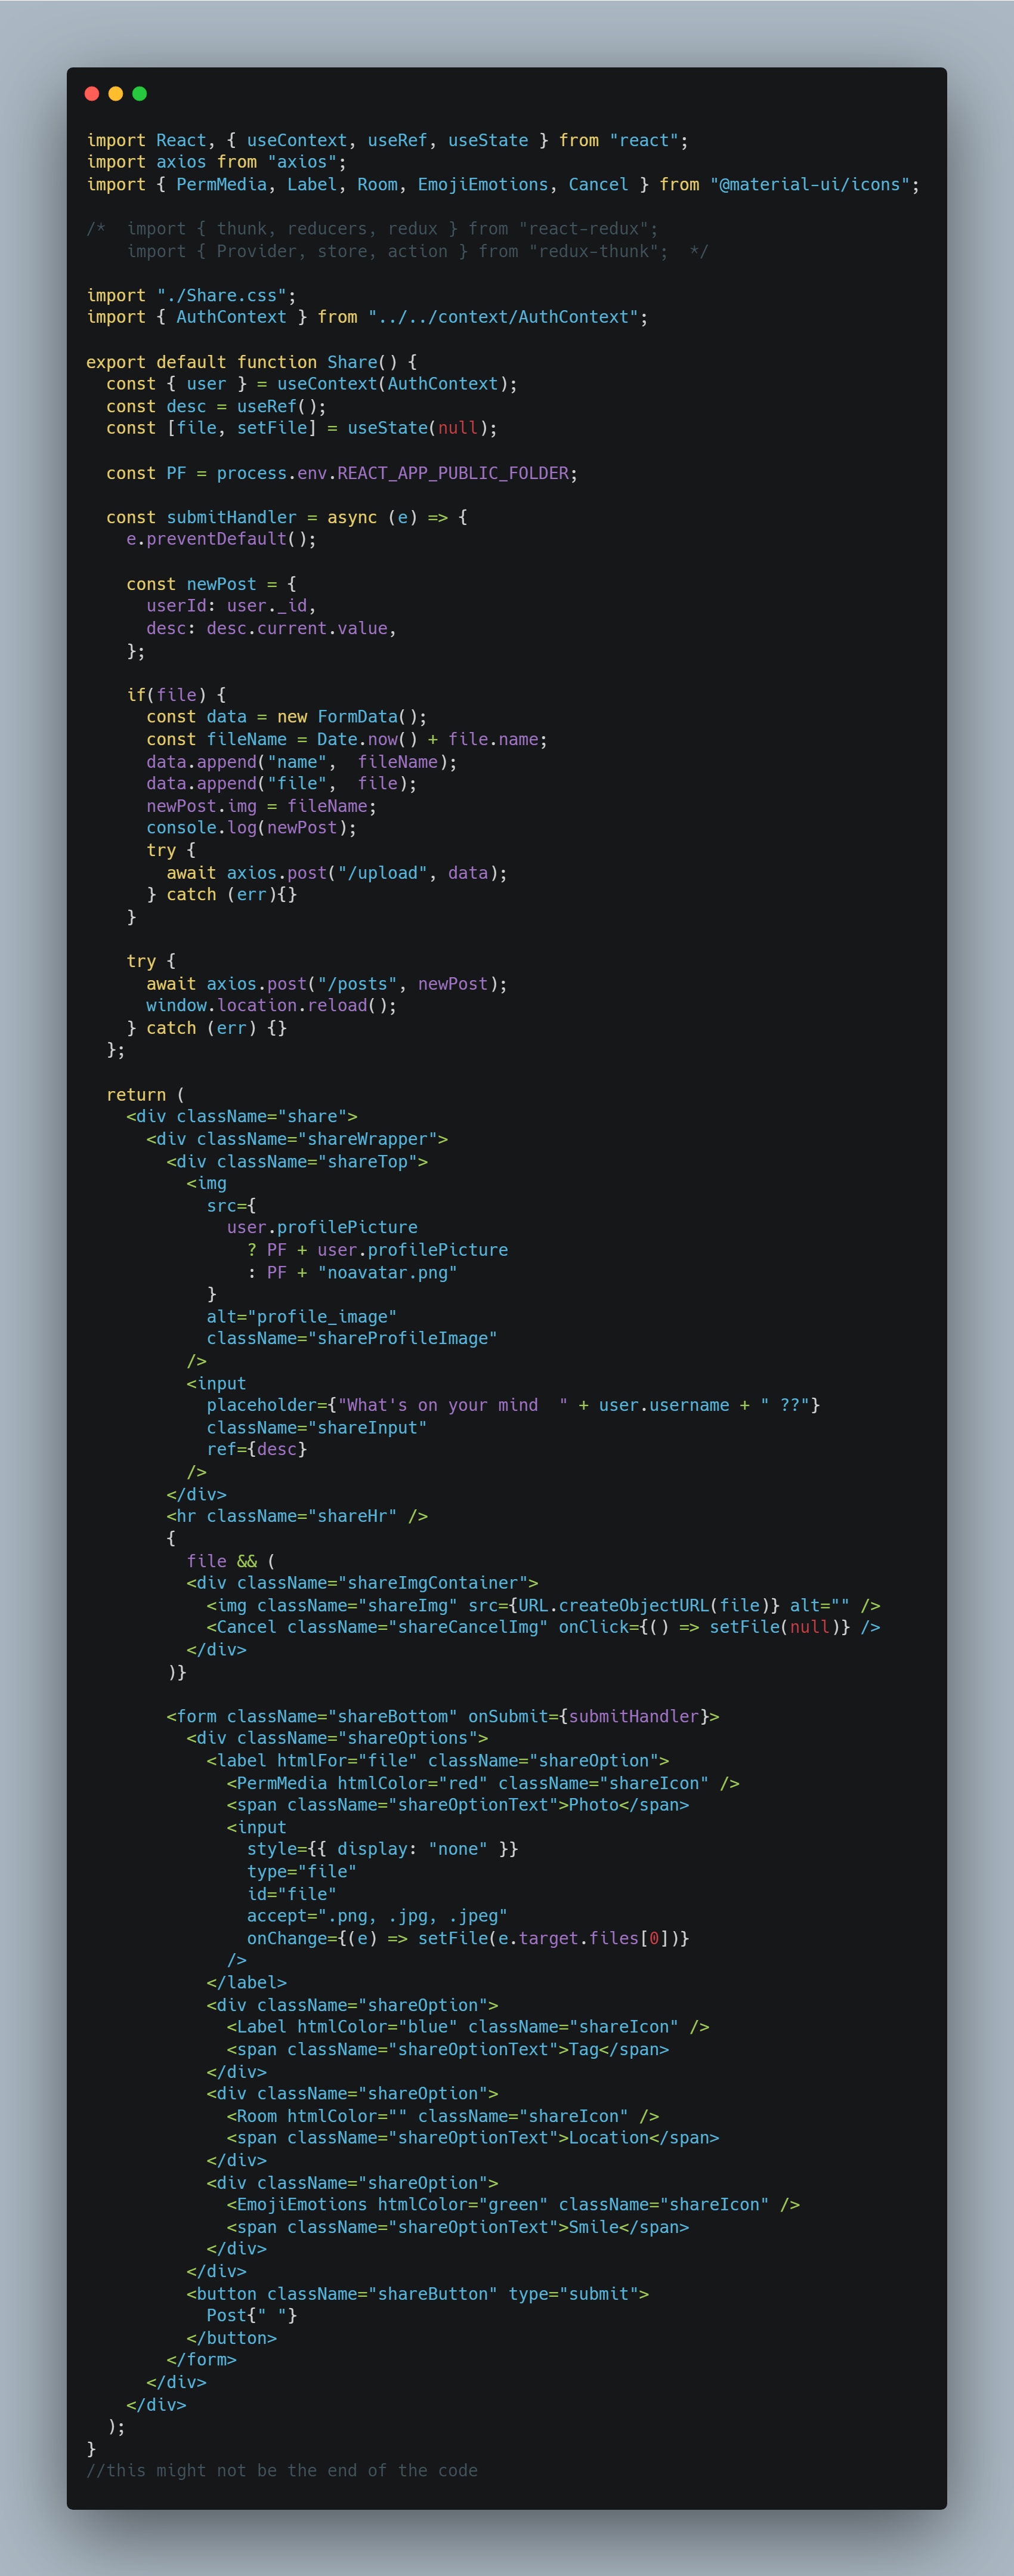 import React, { useContext, useRef, useState } from "react";
import axios from "axios";
import { PermMedia, Label, Room, EmojiEmotions, Cancel } from "@material-ui/icons";

/*  import { thunk, reducers, redux } from "react-redux";
    import { Provider, store, action } from "redux-thunk";  */

import "./Share.css";
import { AuthContext } from "../../context/AuthContext";

export default function Share() {
  const { user } = useContext(AuthContext);
  const desc = useRef();
  const [file, setFile] = useState(null);

  const PF = process.env.REACT_APP_PUBLIC_FOLDER;

  const submitHandler = async (e) => {
    e.preventDefault();

    const newPost = {
      userId: user._id,
      desc: desc.current.value,
    };

    if(file) {
      const data = new FormData();
      const fileName = Date.now() + file.name;
      data.append("name",  fileName);
      data.append("file",  file);
      newPost.img = fileName;
      console.log(newPost);
      try {
        await axios.post("/upload", data);
      } catch (err){}
    }

    try {
      await axios.post("/posts", newPost);
      window.location.reload();
    } catch (err) {}
  };

  return (
    <div className="share">
      <div className="shareWrapper">
        <div className="shareTop">
          <img
            src={
              user.profilePicture
                ? PF + user.profilePicture
                : PF + "noavatar.png"
            }
            alt="profile_image"
            className="shareProfileImage"
          />
          <input
            placeholder={"What's on your mind  " + user.username + " ??"}
            className="shareInput"
            ref={desc}
          />
        </div>
        <hr className="shareHr" />
        {
          file && (
          <div className="shareImgContainer">
            <img className="shareImg" src={URL.createObjectURL(file)} alt="" />
            <Cancel className="shareCancelImg" onClick={() => setFile(null)} />
          </div>
        )}

        <form className="shareBottom" onSubmit={submitHandler}>
          <div className="shareOptions">
            <label htmlFor="file" className="shareOption">
              <PermMedia htmlColor="red" className="shareIcon" />
              <span className="shareOptionText">Photo</span>
              <input
                style={{ display: "none" }}
                type="file"
                id="file"
                accept=".png, .jpg, .jpeg"
                onChange={(e) => setFile(e.target.files[0])}
              />
            </label>
            <div className="shareOption">
              <Label htmlColor="blue" className="shareIcon" />
              <span className="shareOptionText">Tag</span>
            </div>
            <div className="shareOption">
              <Room htmlColor="" className="shareIcon" />
              <span className="shareOptionText">Location</span>
            </div>
            <div className="shareOption">
              <EmojiEmotions htmlColor="green" className="shareIcon" />
              <span className="shareOptionText">Smile</span>
            </div>
          </div>
          <button className="shareButton" type="submit">
            Post{" "}
          </button>
        </form>
      </div>
    </div>
  );
}
//this might not be the end of the code